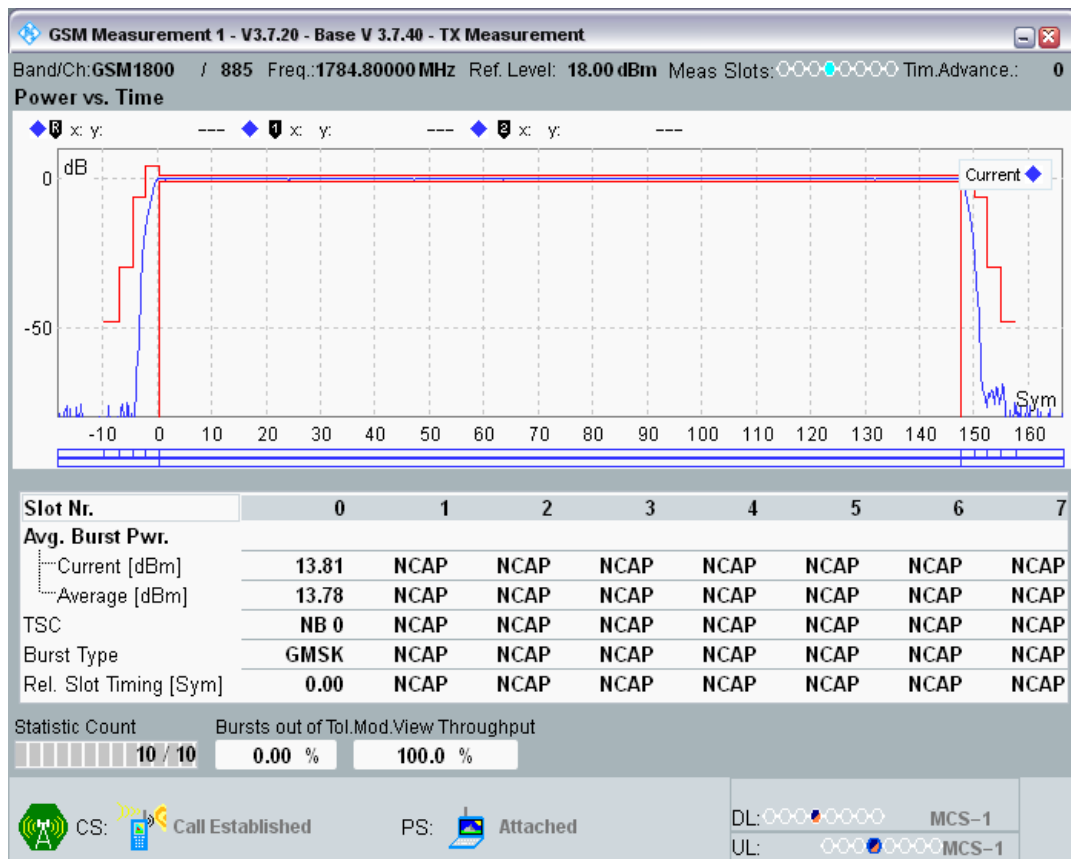 GSM Measurement 1 - V3.7.20 - Base V 3.7.40 - TX Measurement
Band/Ch:GSM1800 / 885 Freq.:1784.80000 MHz Ref. Level: 18.00 dBm Meas Slots: Tim.Advance.: 0
Power vs. Time
R x: y: --- 1 x: y: --- 2 x: y: ---
dB
0
Current
-50
Sym
-10 0 10 20 30 40 50 60 70 80 90 100 110 120 130 140 150 160
Slot Nr. 0 1 2 3 4 5 6 7
Avg. Burst Pwr.
Current [dBm] 13.81 NCAP NCAP NCAP NCAP NCAP NCAP NCAP
Average [dBm] 13.78 NCAP NCAP NCAP NCAP NCAP NCAP NCAP
TSC NB 0 NCAP NCAP NCAP NCAP NCAP NCAP NCAP
Burst Type GMSK NCAP NCAP NCAP NCAP NCAP NCAP NCAP
Rel. Slot Timing [Sym] 0.00 NCAP NCAP NCAP NCAP NCAP NCAP NCAP
Statistic Count Bursts out of Tol.Mod.View Throughput
10 / 10 0.00 % 100.0 %
CS: Call Established PS: Attached
DL: MCS-1
UL: MCS-1